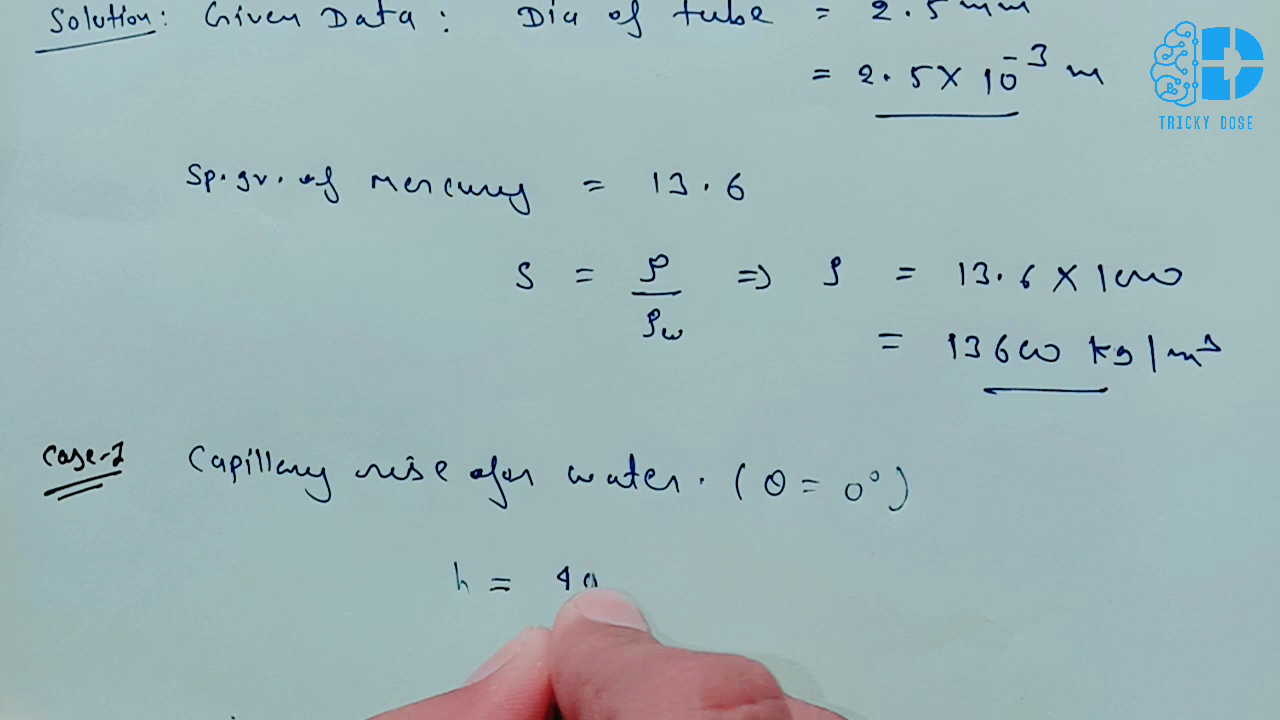 Solution: Given Data: Dia of tube = 2.5 mm
= 2.5 × 10⁻³ m
TRICKY DOSE
Sp. gr. of mercury = 13.6
S = ρ/ρw ⇒ ρ = 13.6 × 1000
= 13600 kg/m³
Case-1 Capillary rise for water. (θ = 0°)
h = 4σ